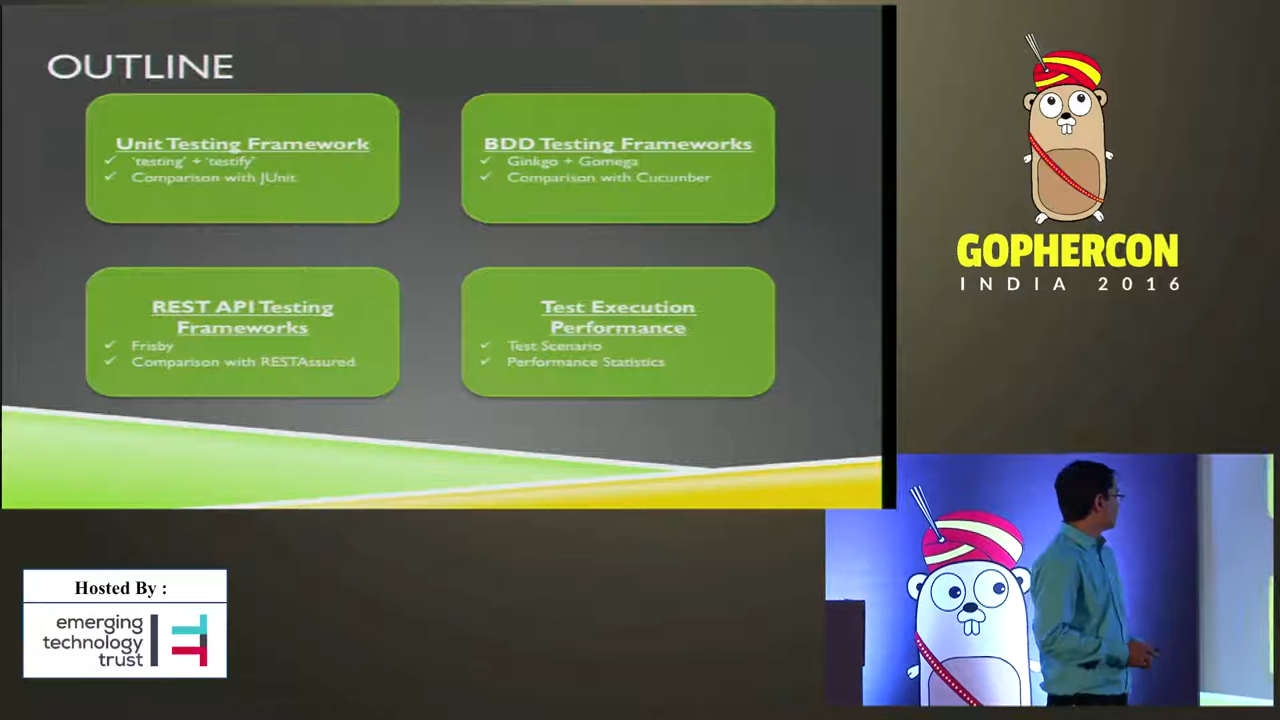 OUTLINE
Unit Testing Framework
✓ 'testing' + 'testify'
✓ Comparison with JUnit
BDD Testing Frameworks
✓ Ginkgo + Gomega
✓ Comparison with Cucumber
REST API Testing
Frameworks
✓ Frisby
✓ Comparison with RESTAssured
Test Execution
Performance
✓ Test Scenario
✓ Performance Statistics
GOPHERCON
INDIA 2016
Hosted By :
emerging
technology
trust